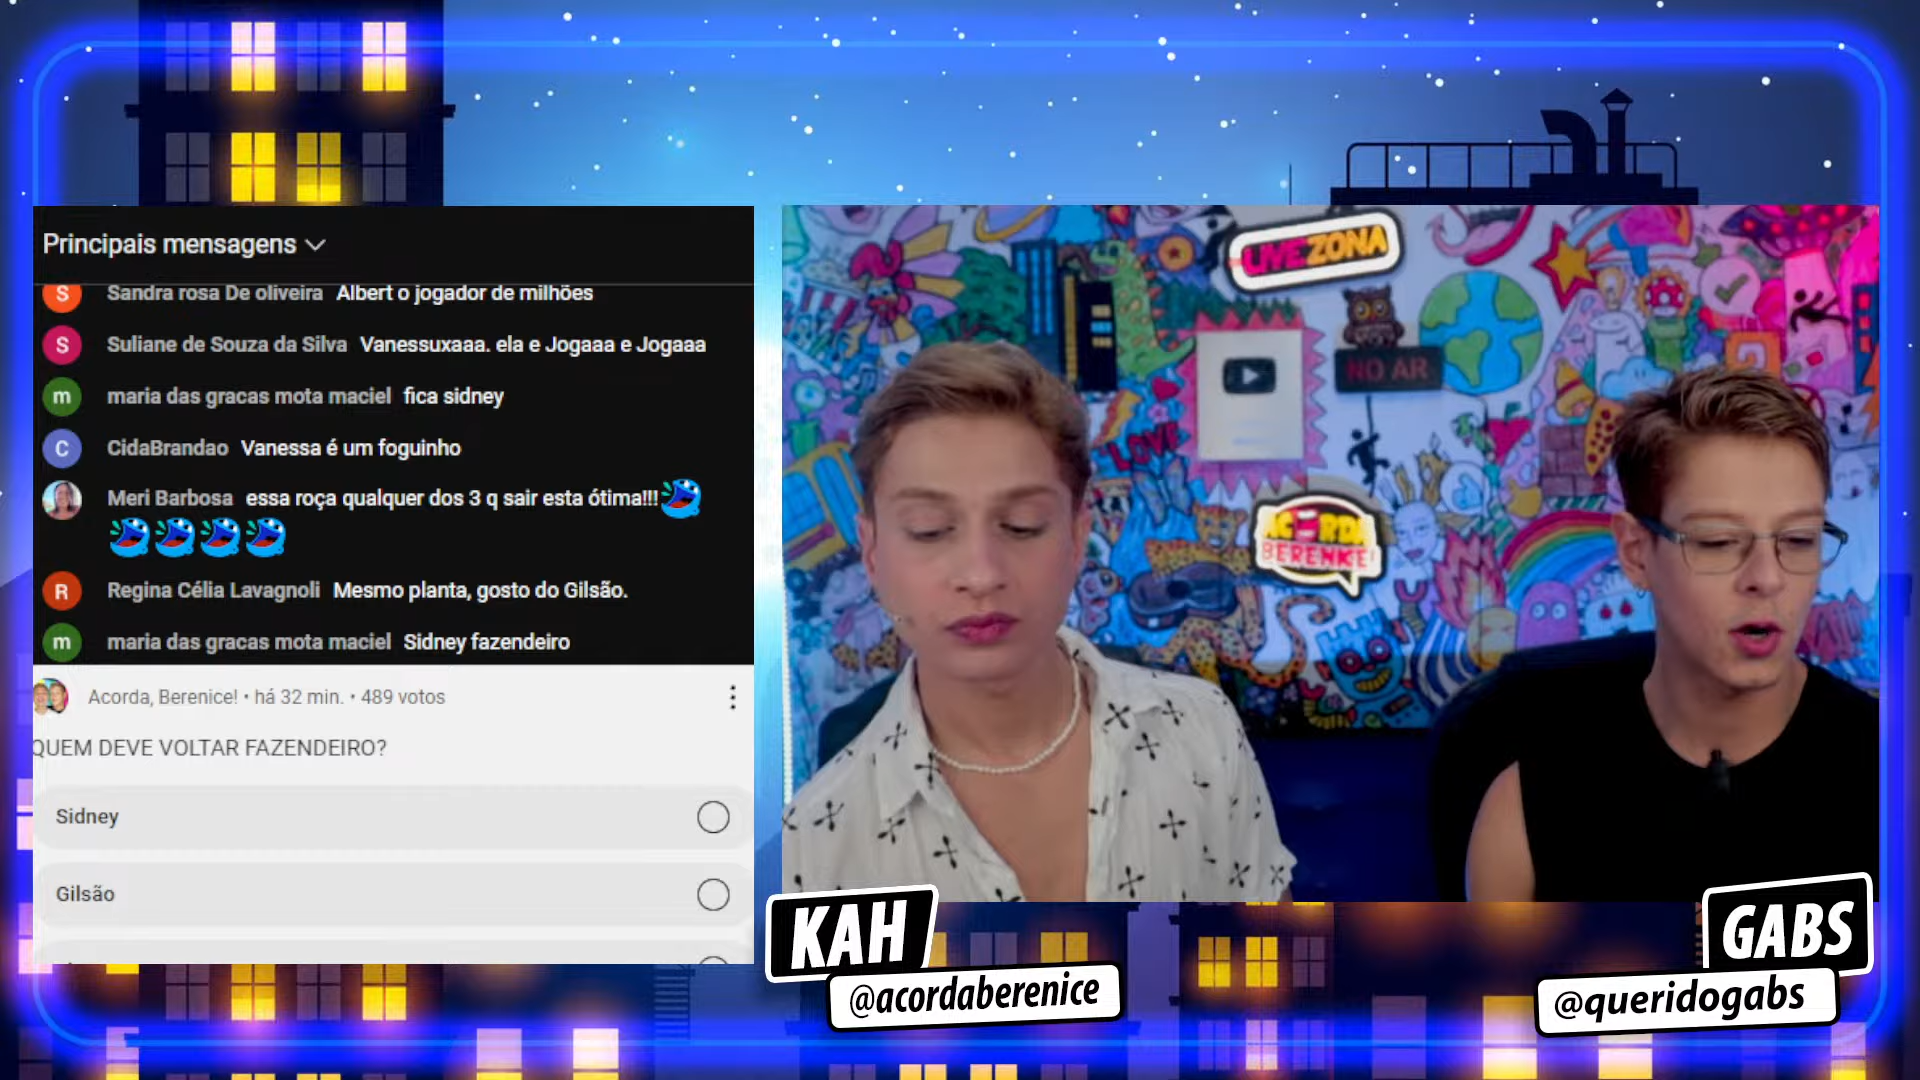 Principais mensagens
Sandra rosa De oliveira Albert o jogador de milhões
Suliane de Souza da Silva Vanessuxaaa. ela e Jogaaa e Jogaaa
maria das gracas mota maciel fica sidney
CidaBrandao Vanessa é um foguinho
Meri Barbosa essa roça qualquer dos 3 q sair esta ótima!!!
Regina Célia Lavagnoli Mesmo planta, gosto do Gilsão.
maria das gracas mota maciel Sidney fazendeiro
Acorda, Berenice! • há 32 min. • 489 votos
QUEM DEVE VOLTAR FAZENDEIRO?
Sidney
Gilsão
LIVEZONA
NO AR
LOVE
ACORDA
BERENICE!
KAH
@acordaberenice
GABS
@queridogabs
S
S
m
C
R
m